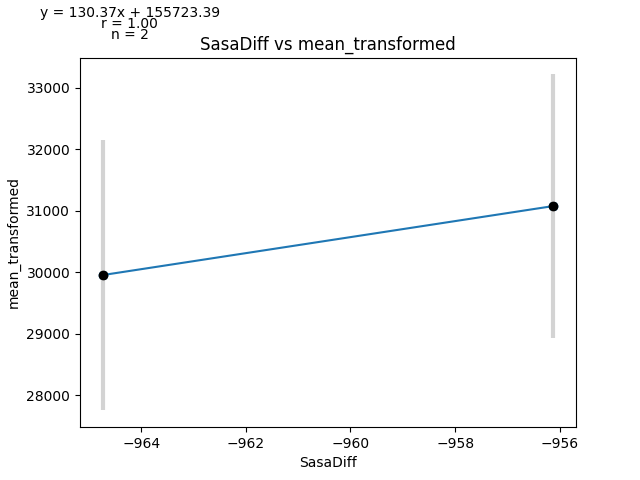 y = 130.37x + 155723.39
r = 1.00
n = 2
SasaDiff vs mean_transformed
33000
32000
31000
30000
29000
28000
mean_transformed
−964
−962
−960
−958
−956
SasaDiff